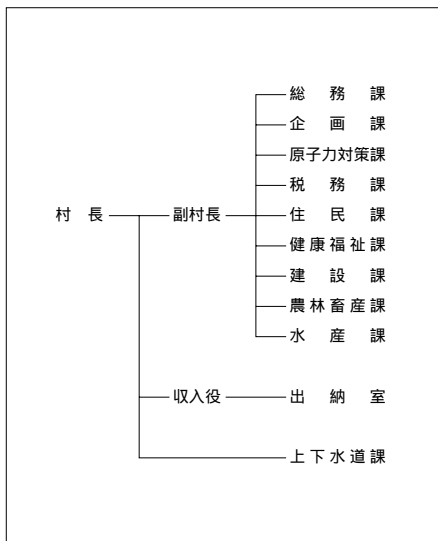 総務課
企画課
原子力対策課
税務課
村長 副村長 住民課
健康福祉課
建設課
農林畜産課
水産課
収入役 出納室
上下水道課